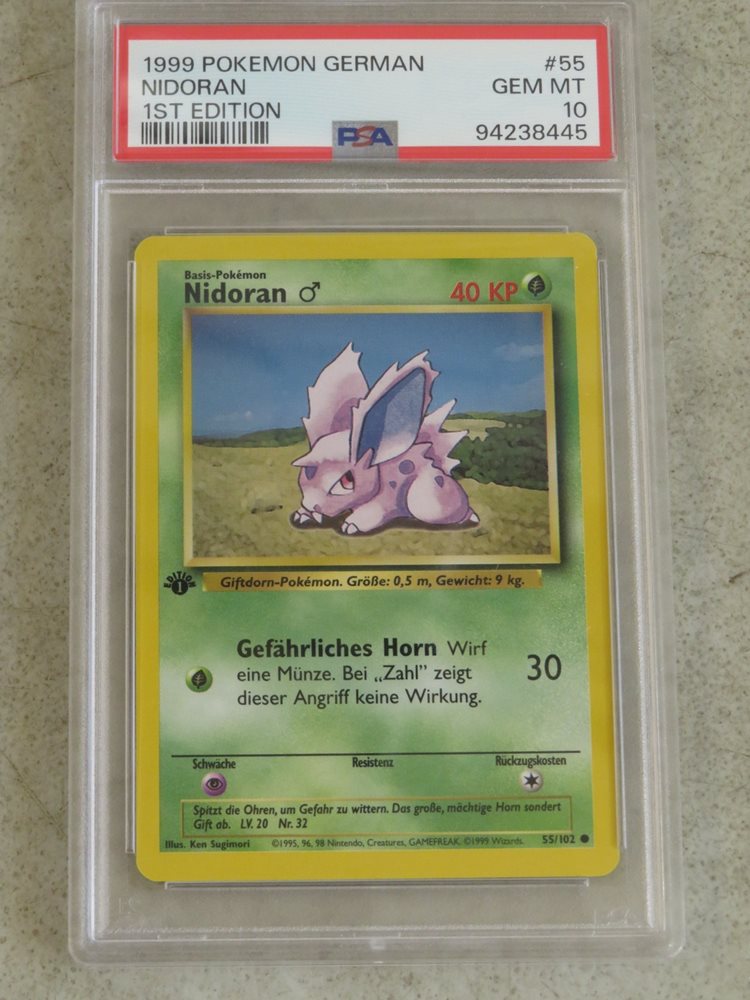 1999 POKEMON GERMAN #55
NIDORAN GEM MT
1ST EDITION 10
PSA 94238445
Basis-Pokémon
Nidoran ♂ 40 KP
EDITION 1
Giftdorn-Pokémon. Größe: 0,5 m, Gewicht: 9 kg.
Gefährliches Horn Wirf
eine Münze. Bei „Zahl” zeigt 30
dieser Angriff keine Wirkung.
Schwäche Resistenz Rückzugskosten
Spitzt die Ohren, um Gefahr zu wittern. Das große, mächtige Horn sondert
Gift ab. LV. 20 Nr. 32
Illus. Ken Sugimori ©1995, 96, 98 Nintendo, Creatures, GAMEFREAK. ©1999 Wizards. 55/102 ●